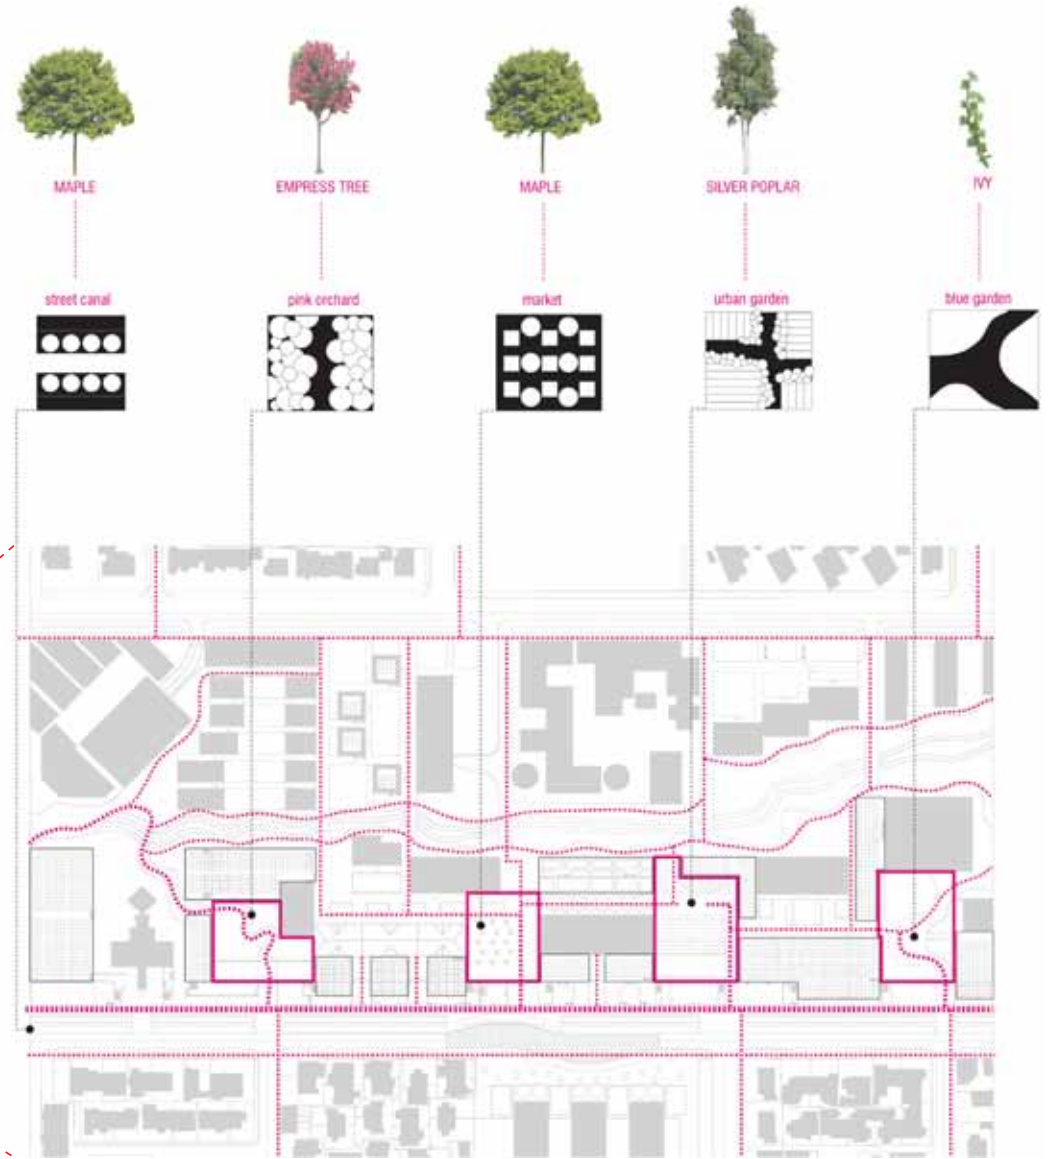 MAPLE
EMPRESS TREE
MAPLE
SILVER POPLAR
IVY
street canal
pink orchard
market
urban garden
blue garden